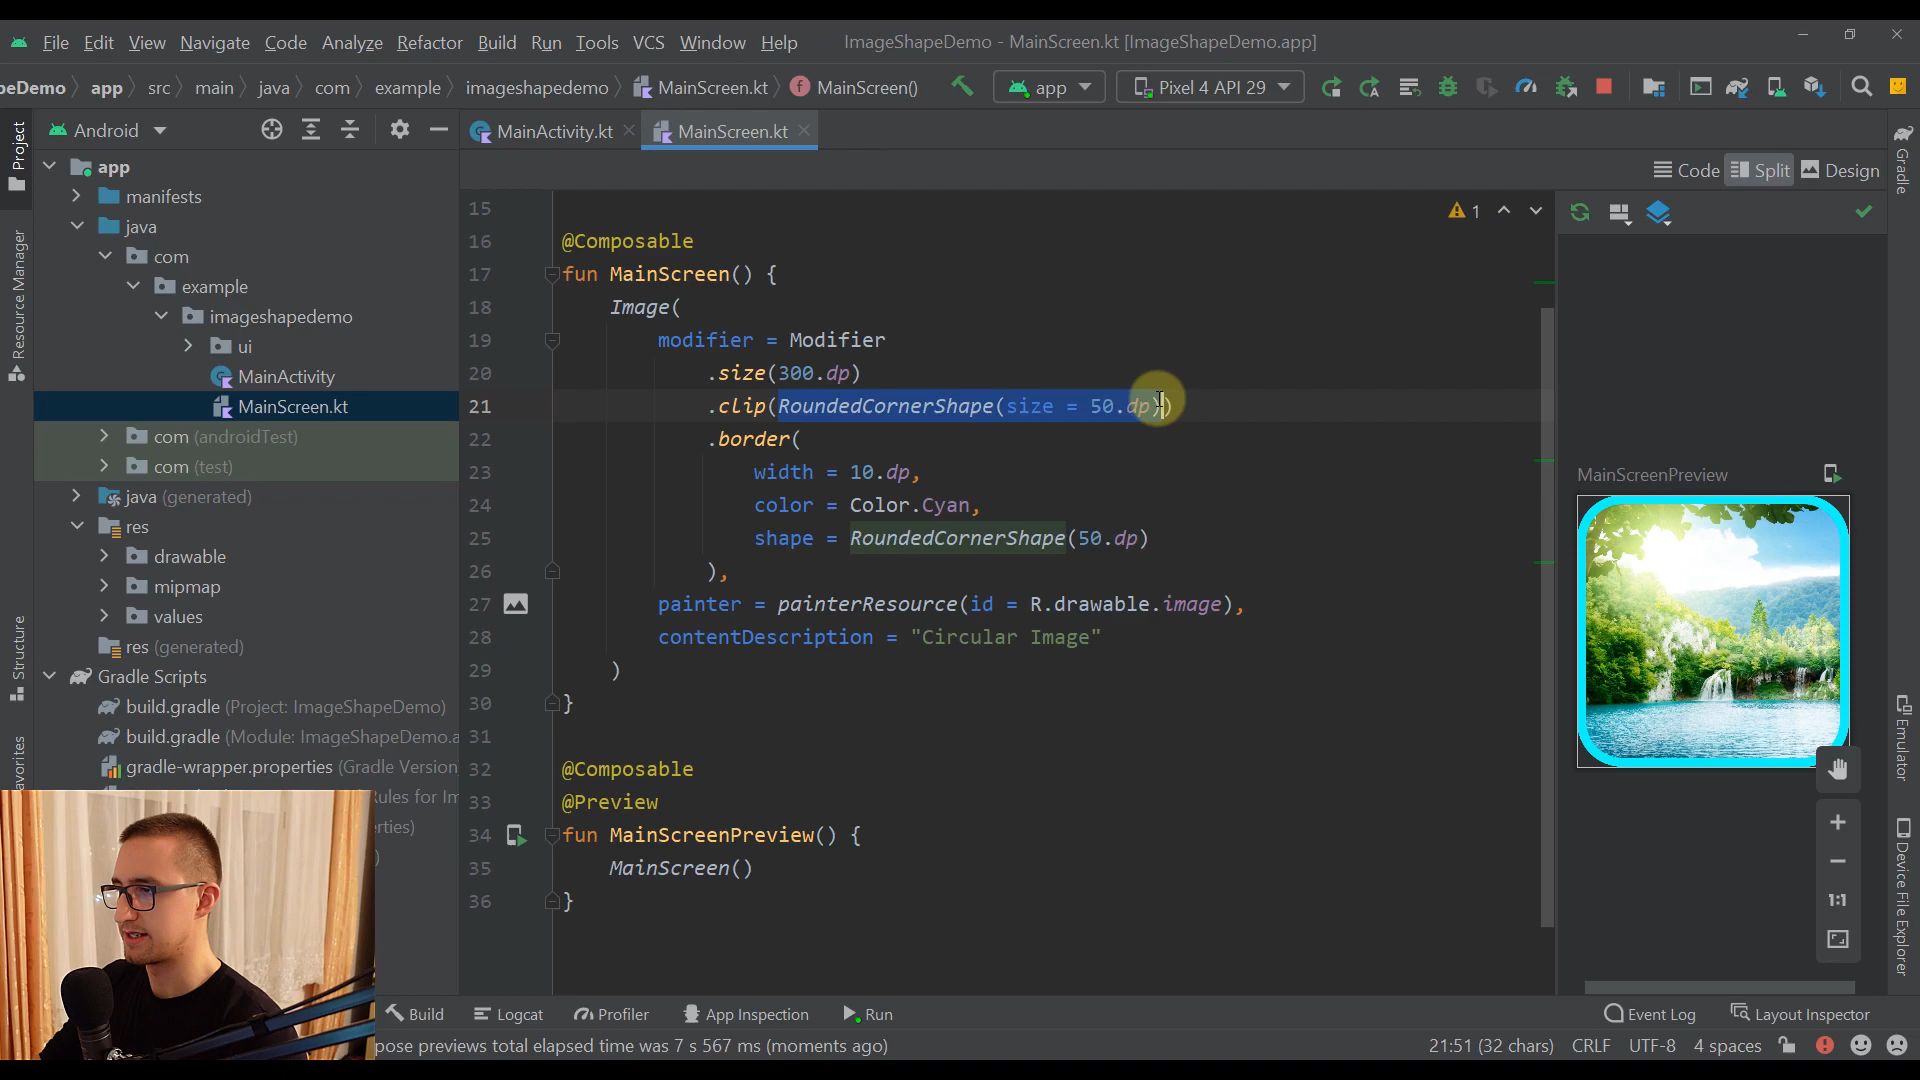 File Edit View Navigate Code Analyze Refactor Build Run Tools VCS Window Help ImageShapeDemo - MainScreen.kt [ImageShapeDemo.app]
peDemo app src main java com example imageshapedemo MainScreen.kt MainScreen() app Pixel 4 API 29
Android
MainActivity.kt MainScreen.kt
Code Split Design
Project
Resource Manager
Structure
avorites
app
manifests
java
com
example
imageshapedemo
ui
MainActivity
MainScreen.kt
com (androidTest)
com (test)
java (generated)
res
drawable
mipmap
values
res (generated)
Gradle Scripts
build.gradle (Project: ImageShapeDemo)
build.gradle (Module: ImageShapeDemo.a
gradle-wrapper.properties (Gradle Version
Rules for Im
erties)
)
1
15
16 @Composable
17 fun MainScreen() {
18 Image(
19 modifier = Modifier
20 .size(300.dp)
21 .clip(RoundedCornerShape(size = 50.dp))
22 .border(
23 width = 10.dp,
24 color = Color.Cyan,
25 shape = RoundedCornerShape(50.dp)
26 ),
27 painter = painterResource(id = R.drawable.image),
28 contentDescription = "Circular Image"
29 )
30 }
31
32 @Composable
33 @Preview
34 fun MainScreenPreview() {
35 MainScreen()
36 }
MainScreenPreview
1:1
Gradle
Emulator
Device File Explorer
Build Logcat Profiler App Inspection Run Event Log Layout Inspector
pose previews total elapsed time was 7 s 567 ms (moments ago) 21:51 (32 chars) CRLF UTF-8 4 spaces